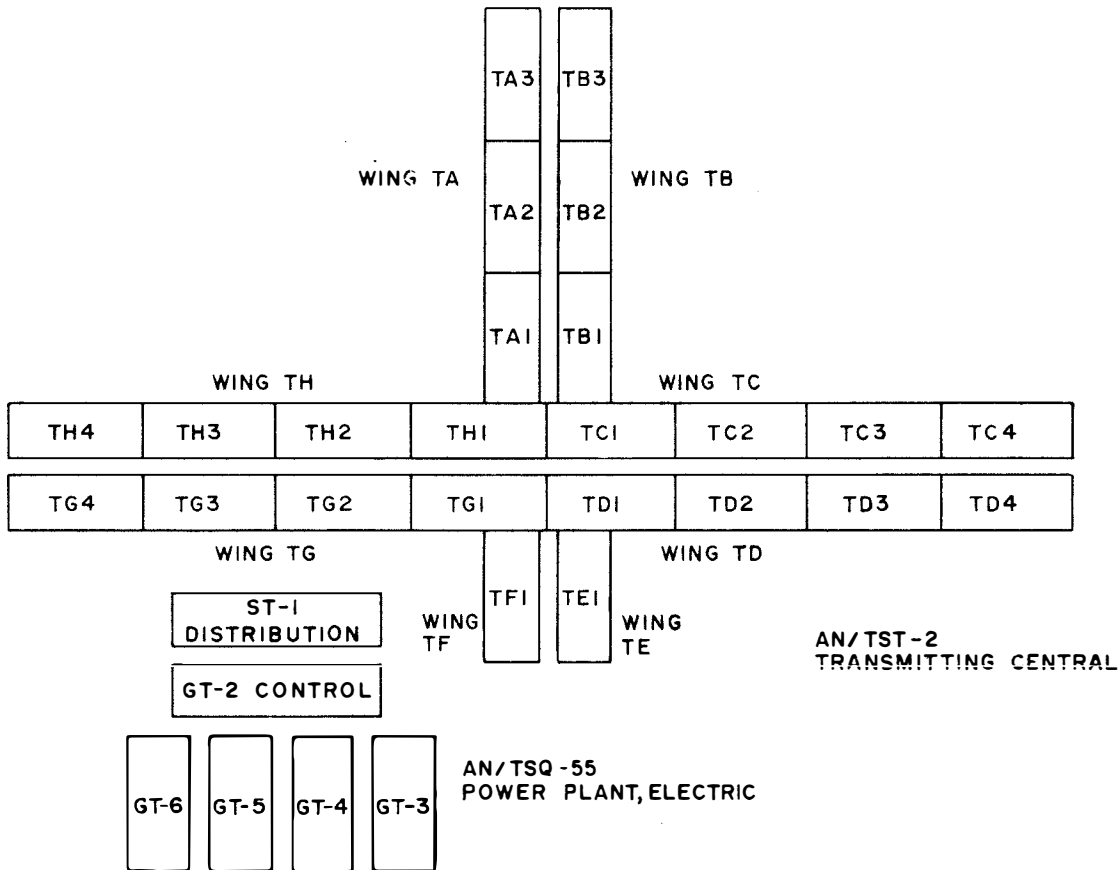 TA3 TB3
WING TA WING TB
TA2 TB2
TA1 TB1
WING TH WING TC
TH4 TH3 TH2 TH1 TC1 TC2 TC3 TC4
TG4 TG3 TG2 TG1 TD1 TD2 TD3 TD4
WING TG WING TD
TF1 TE1
WING
TF
WING
TE
ST-1
DISTRIBUTION
GT-2 CONTROL
AN/TST-2
TRANSMITTING CENTRAL
GT-6 GT-5 GT-4 GT-3
AN/TSQ-55
POWER PLANT, ELECTRIC